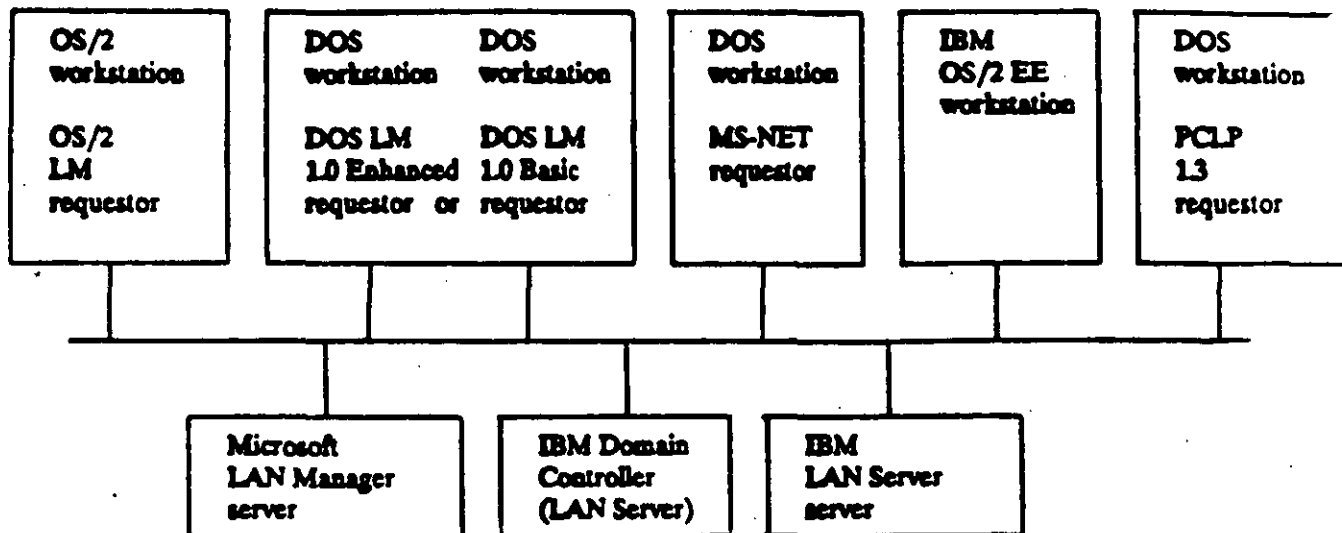 OS/2
workstation
OS/2
LM
requestor
DOS
workstation
DOS LM
1.0 Enhanced
requestor or
DOS
workstation
DOS LM
1.0 Basic
requestor
DOS
workstation
MS-NET
requestor
IBM
OS/2 EE
workstation
DOS
workstation
PCLP
1.3
requestor
Microsoft
LAN Manager
server
IBM Domain
Controller
(LAN Server)
IBM
LAN Server
server